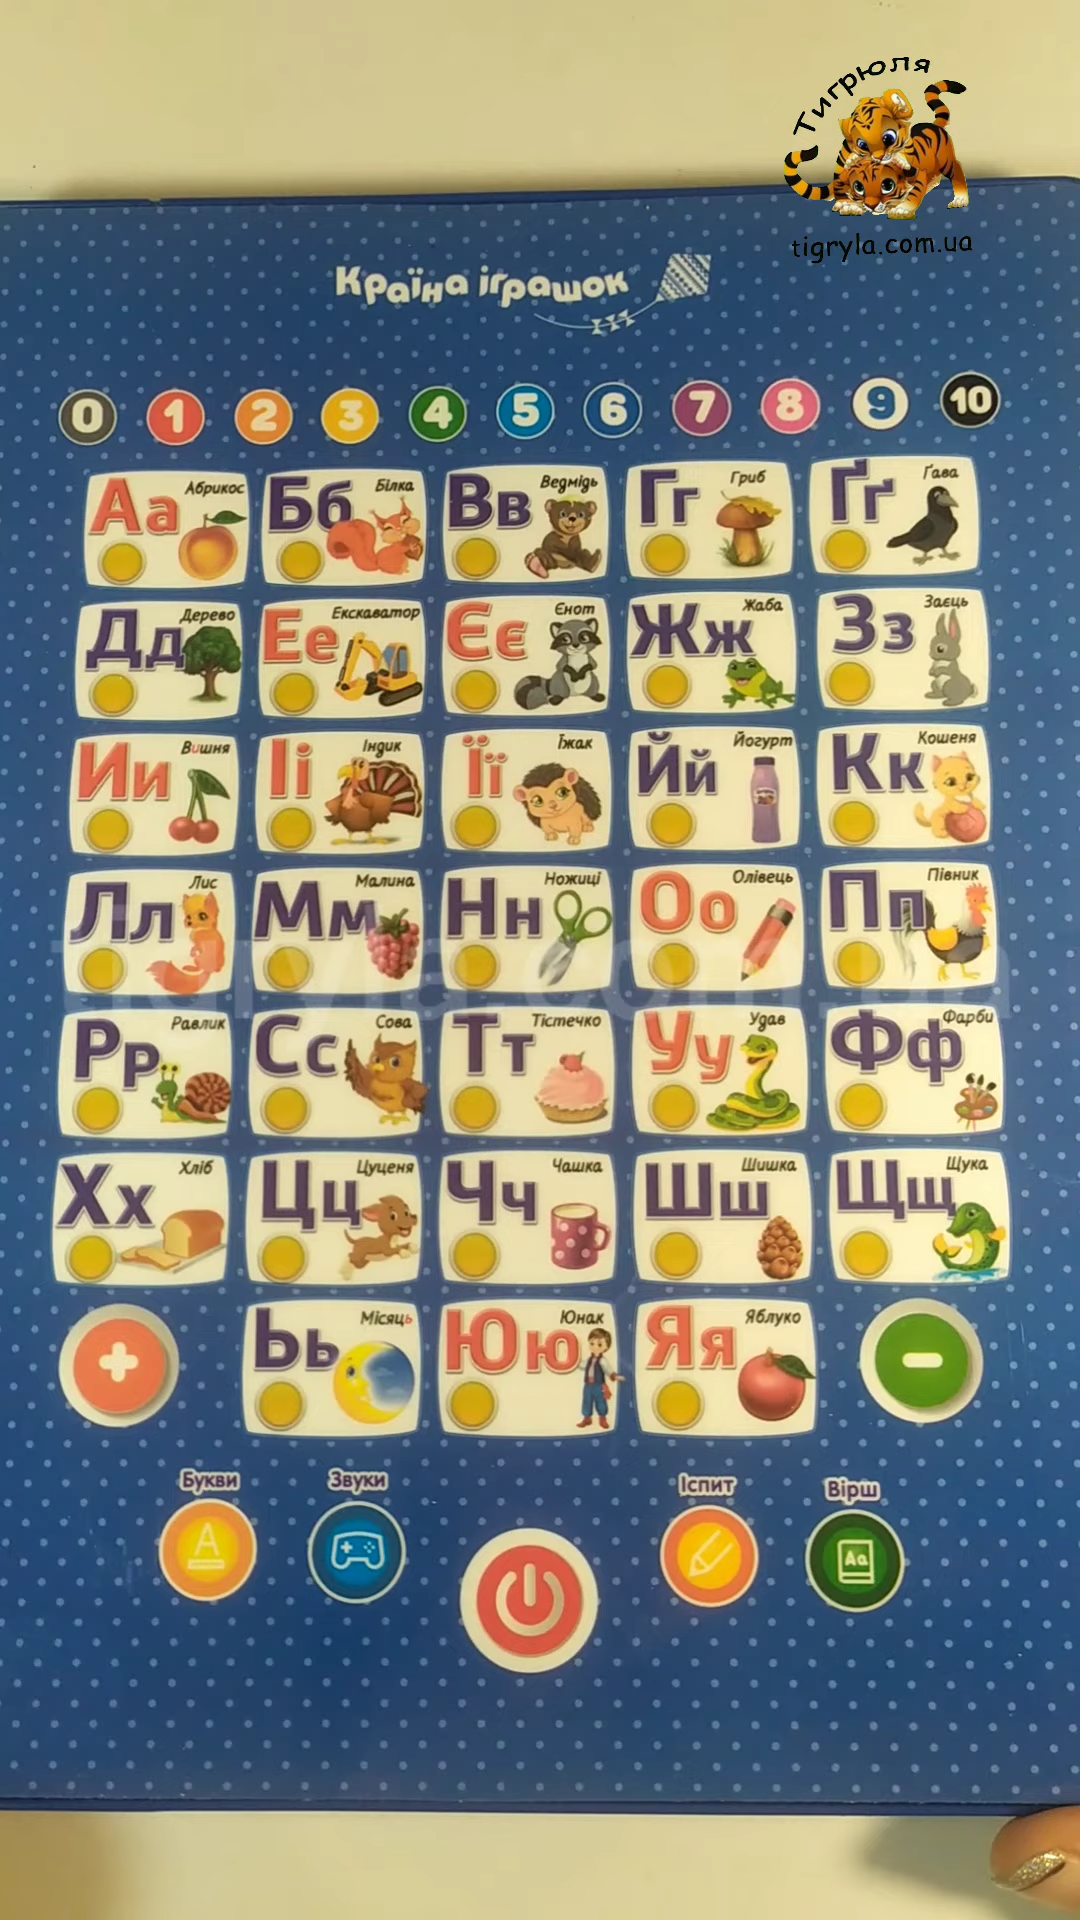 Тигрюля
tigryla.com.ua
Країна іграшок
0 1 2 3 4 5 6 7 8 9 10
Аа Абрикос
Бб Білка
Вв Ведмідь
Гг Гриб
Ґґ Ґава
Дд Дерево
Ее Екскаватор
Єє Єнот
Жж Жаба
Зз Заєць
Ии Вишня
Іі Індик
Її Їжак
Йй Йогурт
Кк Кошеня
Лл Лис
Мм Малина
Нн Ножиці
Оо Олівець
Пп Півник
tigryla.com.ua
Рр Равлик
Сс Сова
Тт Тістечко
Уу Удав
Фф Фарби
Хх Хліб
Цц Цуценя
Чч Чашка
Шш Шишка
Щщ Щука
+
Ьь Місяць
Юю Юнак
Яя Яблуко
-
Букви
Звуки
Іспит
Вірш
А
Аа